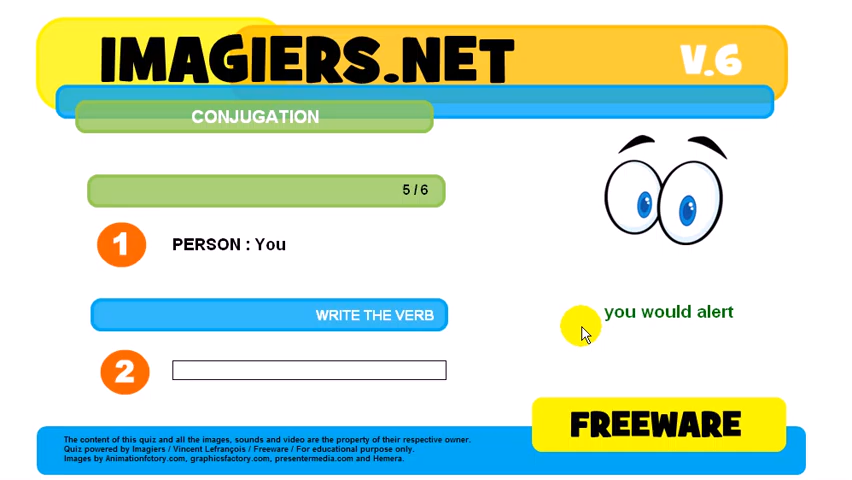 IMAGIERS.NET
V.6
CONJUGATION
5 / 6
1
PERSON : You
WRITE THE VERB
you would alert
2
FREEWARE
The content of this quiz and all the images, sounds and video are the property of their respective owner.
Quiz powered by Imagiers / Vincent Lefrançois / Freeware / For educational purpose only.
Images by Animationfctory.com, graphicsfactory.com, presentermedia.com and Hemera.